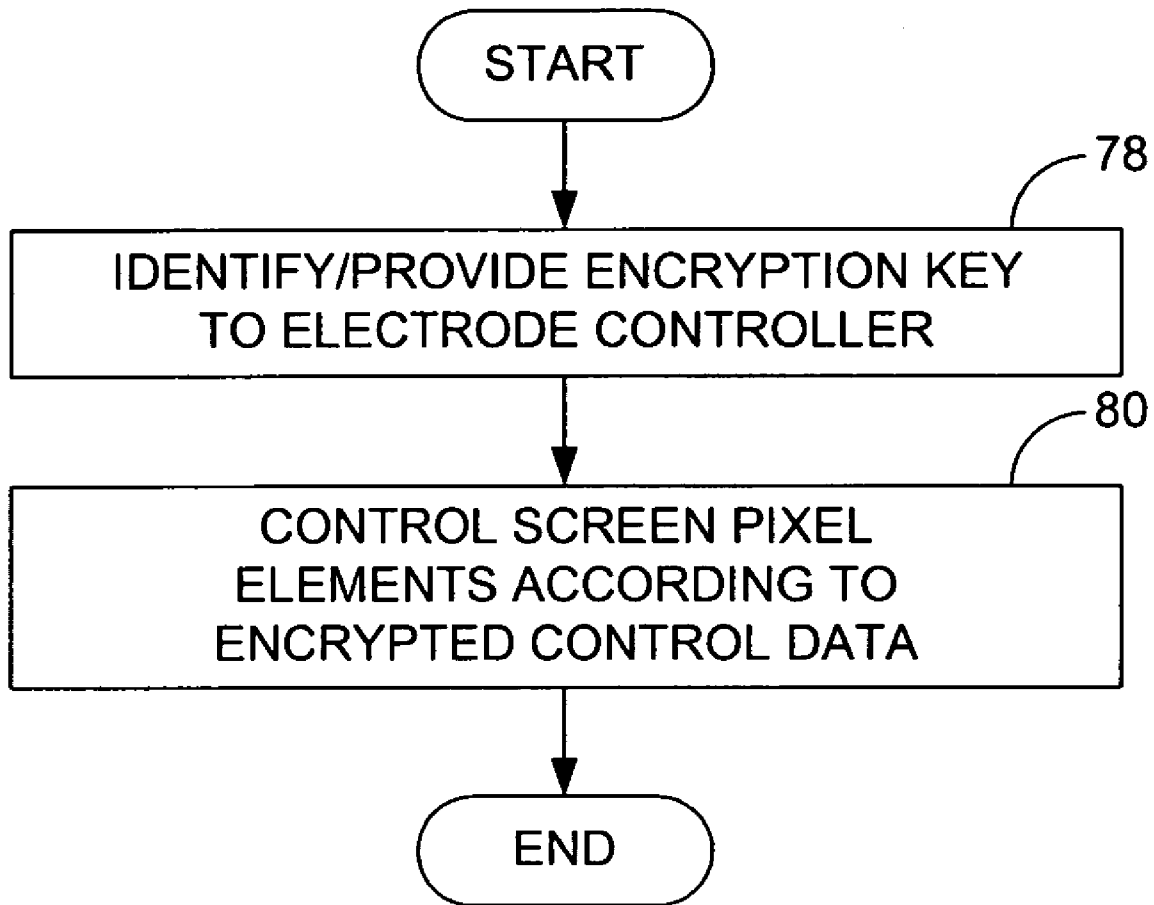 START
78
IDENTIFY/PROVIDE ENCRYPTION KEY
TO ELECTRODE CONTROLLER
80
CONTROL SCREEN PIXEL
ELEMENTS ACCORDING TO
ENCRYPTED CONTROL DATA
END